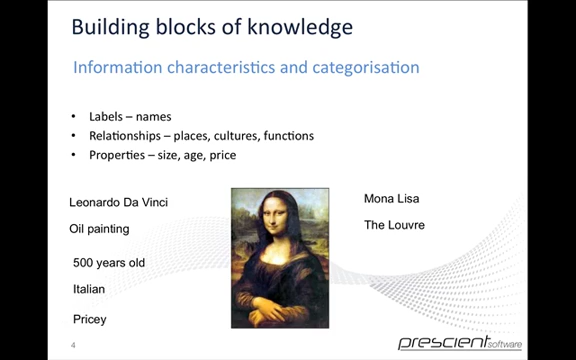 Building blocks of knowledge
Information characteristics and categorisation
• Labels – names
• Relationships – places, cultures, functions
• Properties – size, age, price
Leonardo Da Vinci
Oil painting
500 years old
Italian
Pricey
Mona Lisa
The Louvre
4
prescient software